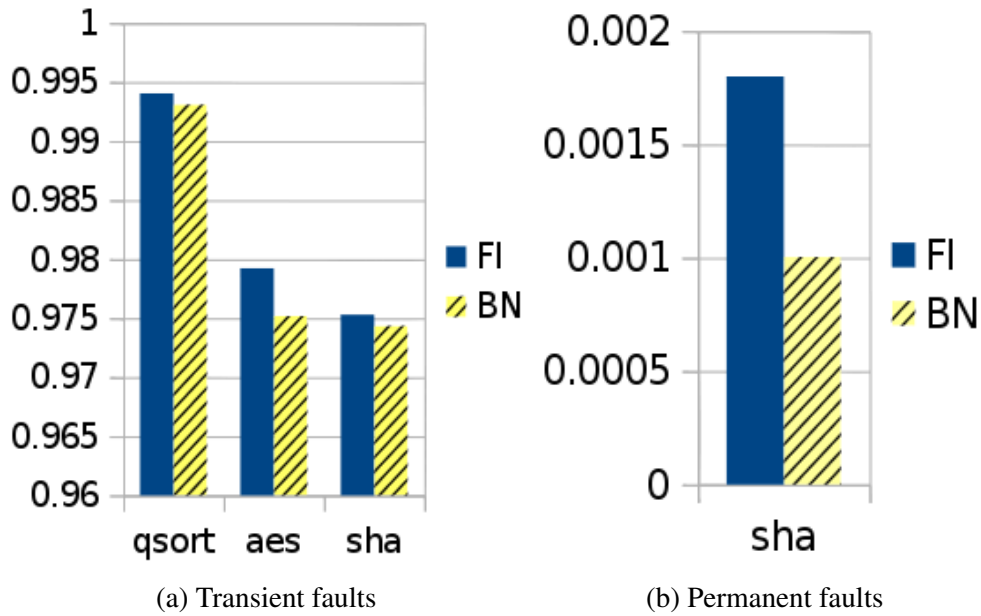 1
0.995
0.99
0.985
0.98
0.975
0.97
0.965
0.96
qsort aes sha
FI
BN
(a) Transient faults
0.002
0.0015
0.001
0.0005
0
sha
FI
BN
(b) Permanent faults